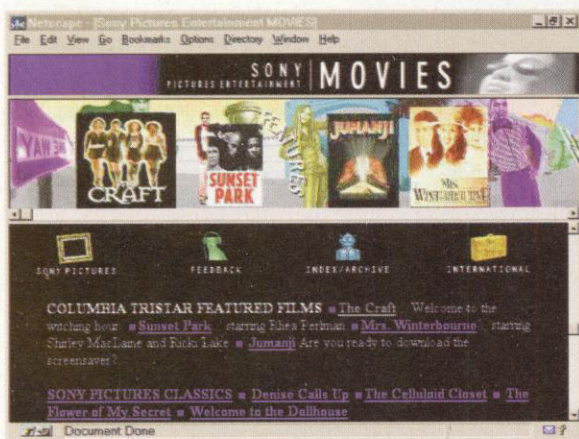 Netscape - [Sony Pictures Entertainment MOVIES]
File Edit View Go Bookmarks Options Directory Window Help
SONY
PICTURES ENTERTAINMENT
MOVIES
YAWE
FEATURES
THE
CRAFT
SUNSET
PARK
JUMANJI
MRS.
WINTERBOURNE
SONY PICTURES
FEEDBACK
INDEX/ARCHIVE
INTERNATIONAL
COLUMBIA TRISTAR FEATURED FILMS ■ The Craft Welcome to the
witching hour ■ Sunset Park starring Rhea Perlman ■ Mrs. Winterbourne starring
Shirley MacLaine and Ricki Lake ■ Jumanji Are you ready to download the
screensaver?
SONY PICTURES CLASSICS ■ Denise Calls Up ■ The Celluloid Closet ■ The
Flower of My Secret ■ Welcome to the Dollhouse
Document Done